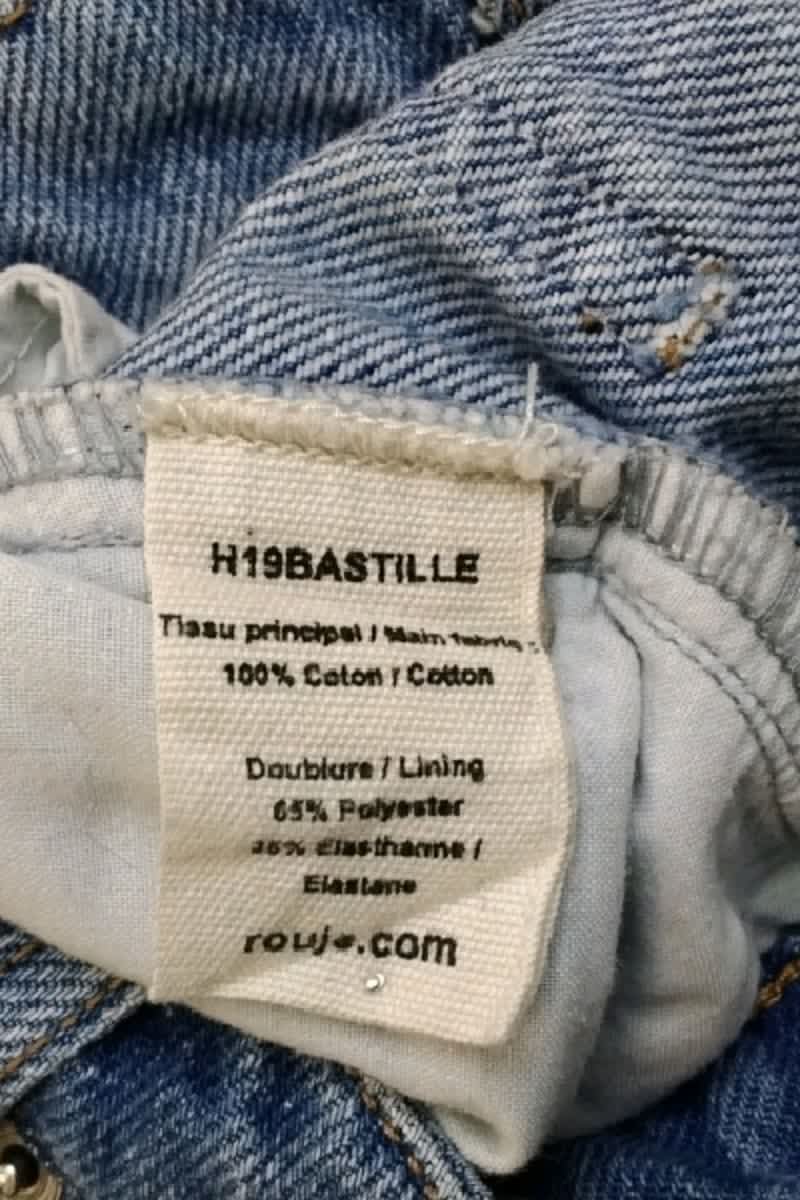 H19BASTILLE
Tissu principal / Main fabric :
100% Coton / Cotton
Doublure / Lining
65% Polyester
35% Elasthanne /
Elastane
rouje.com